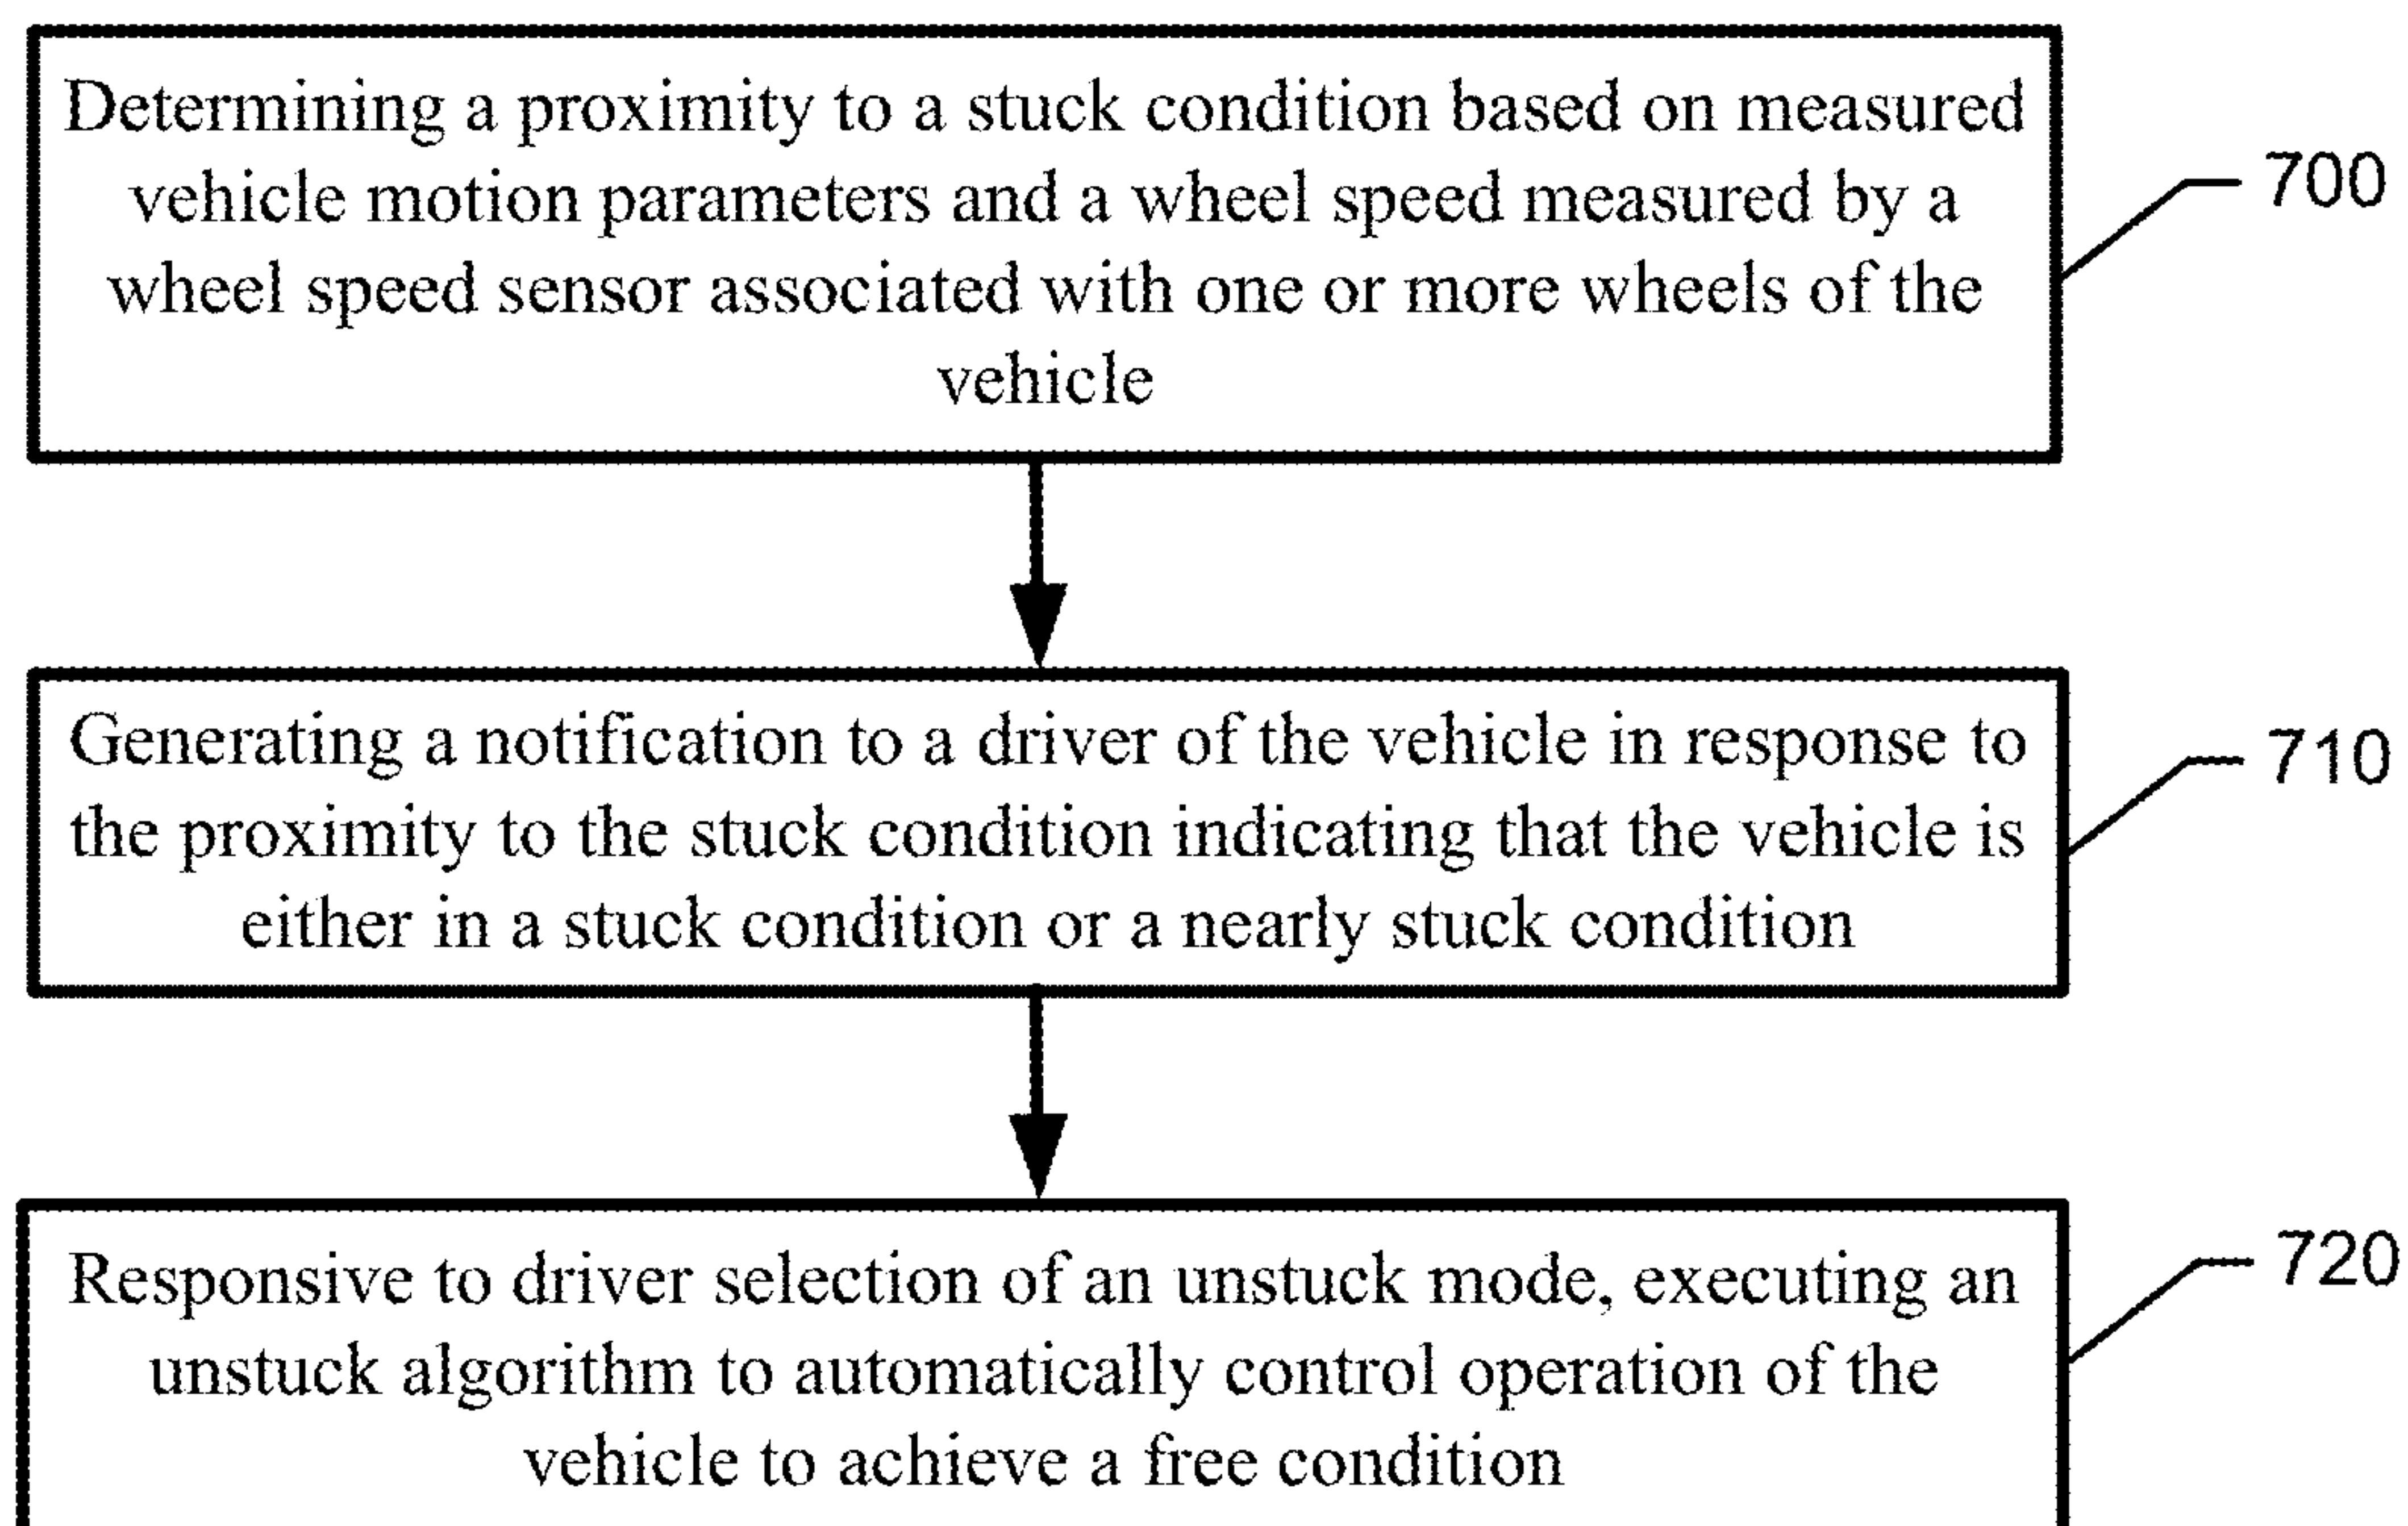 Determining a proximity to a stuck condition based on measured
vehicle motion parameters and a wheel speed measured by a
wheel speed sensor associated with one or more wheels of the
vehicle
700
Generating a notification to a driver of the vehicle in response to
the proximity to the stuck condition indicating that the vehicle is
either in a stuck condition or a nearly stuck condition
710
Responsive to driver selection of an unstuck mode, executing an
unstuck algorithm to automatically control operation of the
vehicle to achieve a free condition
720